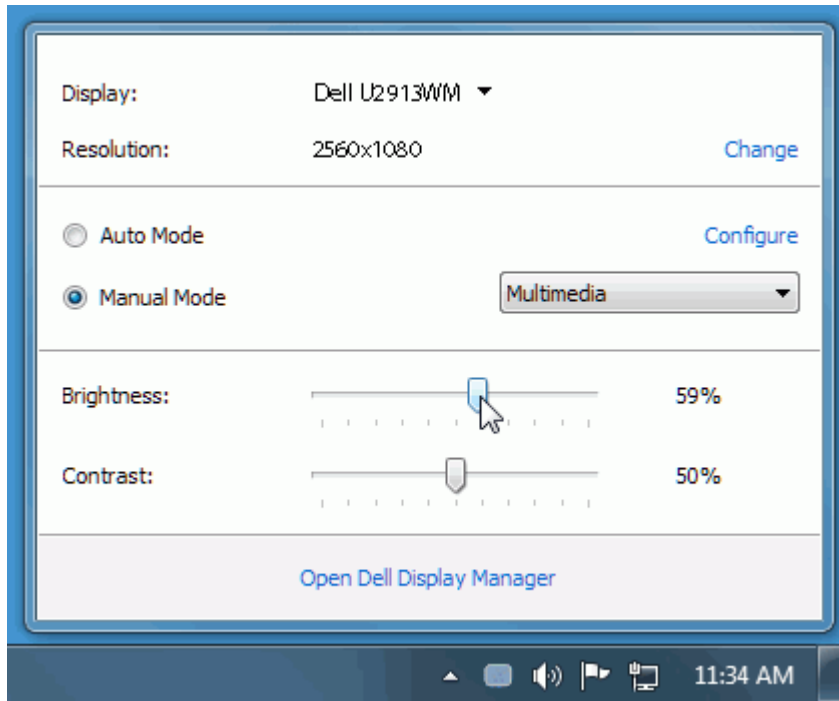 Display: Dell U2913WM
Resolution: 2560x1080 Change
Auto Mode Configure
Manual Mode Multimedia
Brightness: 59%
Contrast: 50%
Open Dell Display Manager
11:34 AM